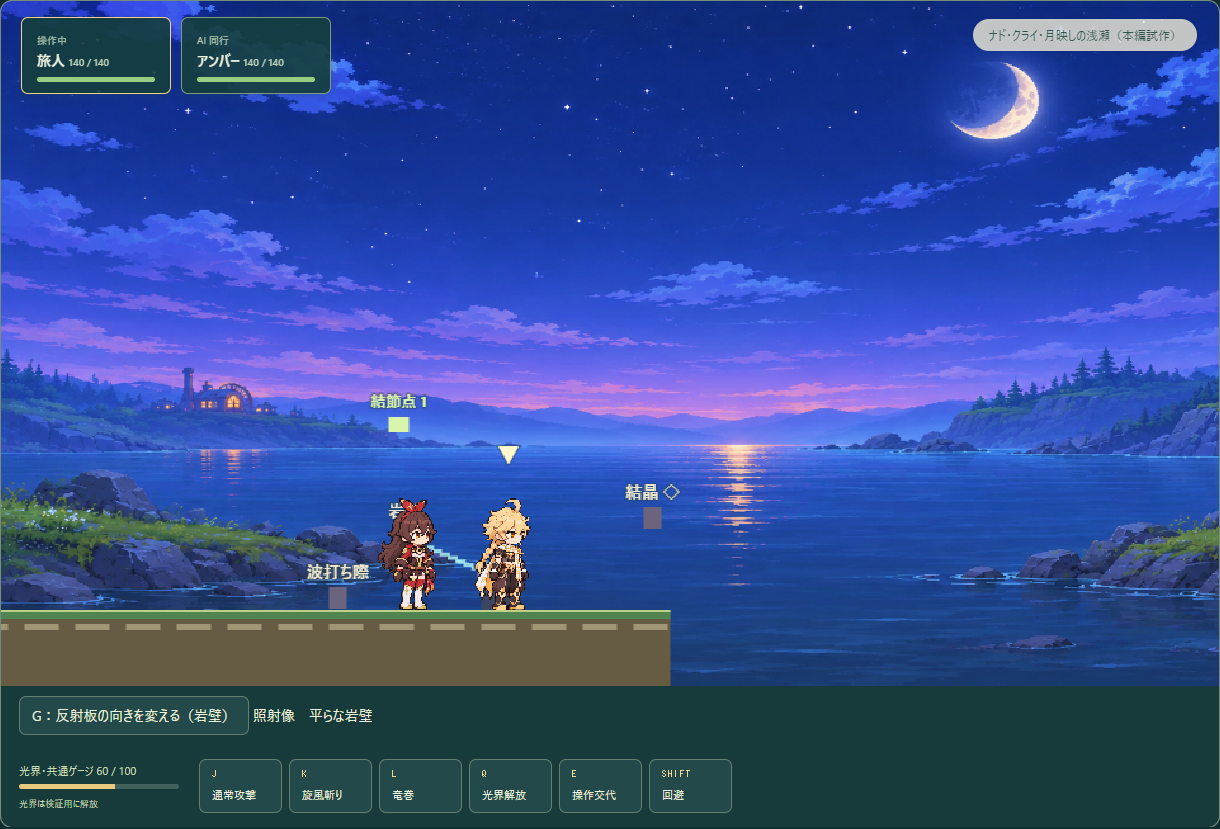 操作中
旅人 140 / 140
AI 同行
アンバー 140 / 140
ナド・クライ・月映しの浅瀬（本編試作）
結節点 1
結晶 ◇
波打ち際
G：反射板の向きを変える（岩壁）
照射像　平らな岩壁
光界・共通ゲージ 60 / 100
光界は検証用に解放
J
通常攻撃
K
旋風斬り
L
竜巻
Q
光界解放
E
操作交代
SHIFT
回避